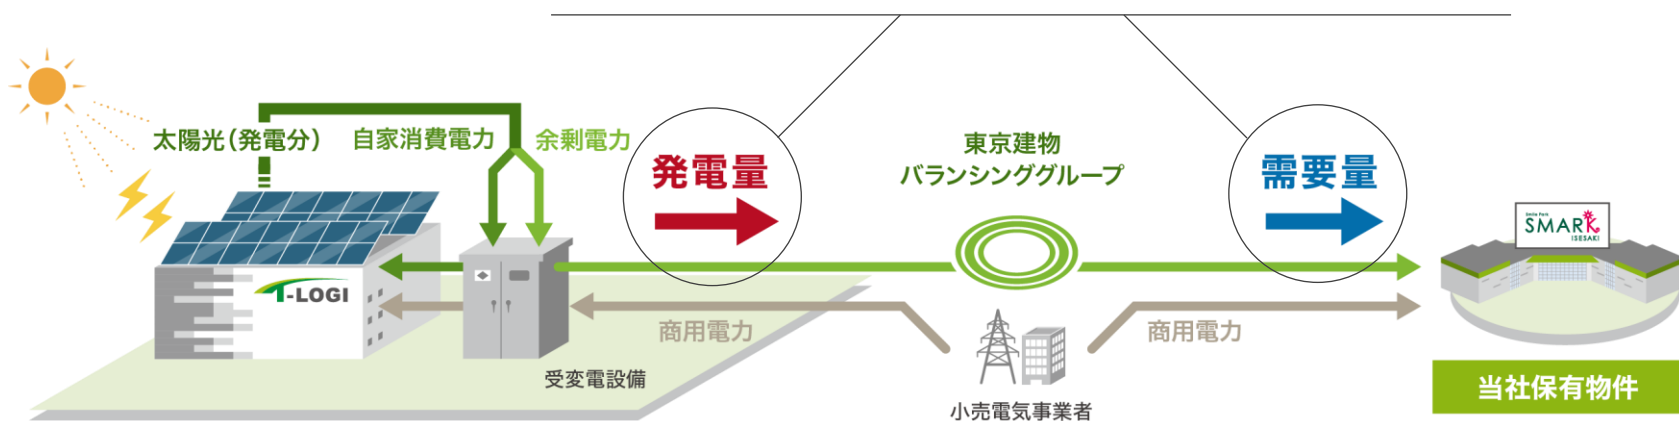 太陽光（発電分）
自家消費電力
余剰電力
発電量
東京建物
バランシンググループ
需要量
Smile Park
SMARK
ISESAKI
T-LOGI
商用電力
商用電力
受変電設備
小売電気事業者
当社保有物件